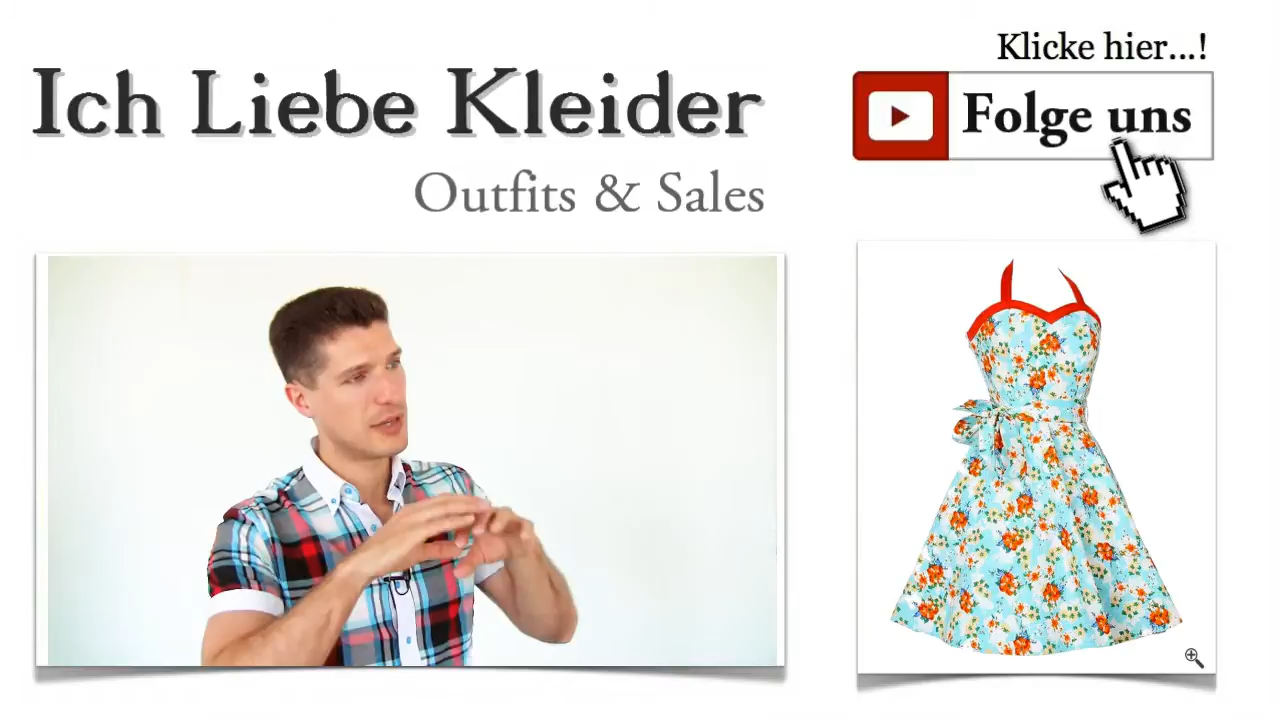 Ich Liebe Kleider
Outfits & Sales
Klicke hier...!
Folge uns